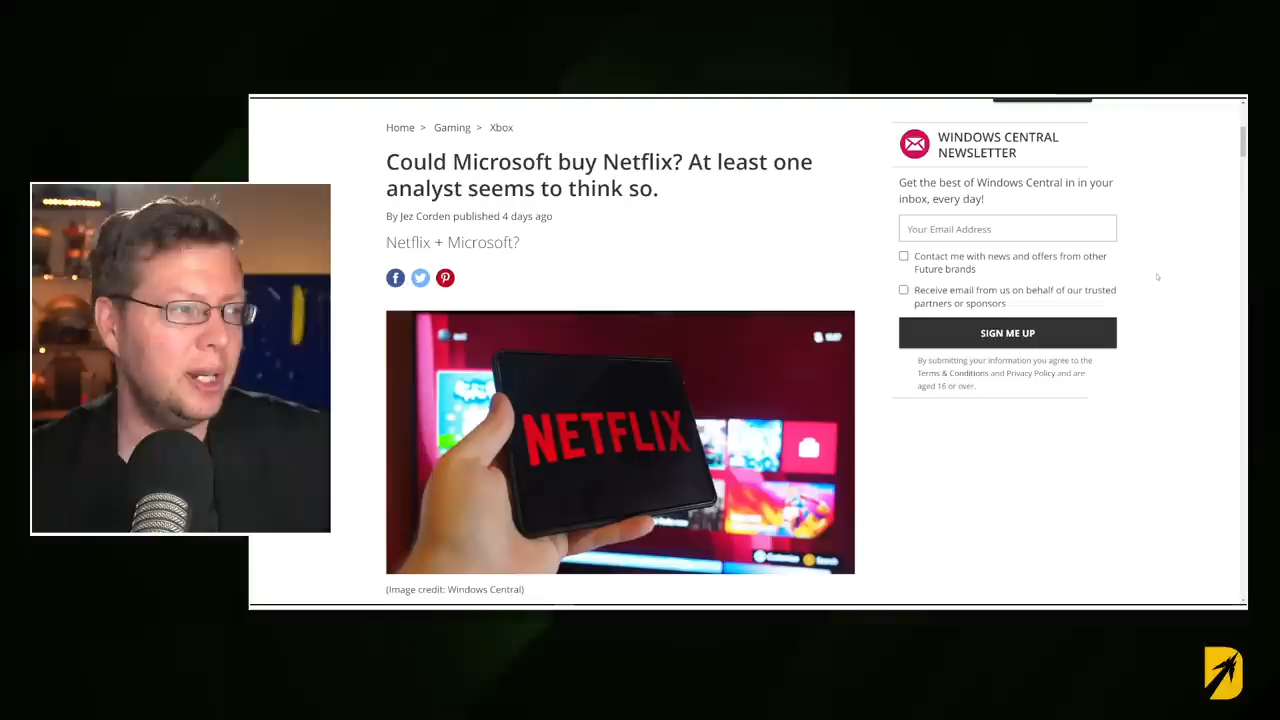 Home > Gaming > Xbox
Could Microsoft buy Netflix? At least one
analyst seems to think so.
By Jez Corden published 4 days ago
Netflix + Microsoft?
NETFLIX
(Image credit: Windows Central)
WINDOWS CENTRAL
NEWSLETTER
Get the best of Windows Central in in your
inbox, every day!
Your Email Address
Contact me with news and offers from other
Future brands
Receive email from us on behalf of our trusted
partners or sponsors
SIGN ME UP
By submitting your information you agree to the
Terms & Conditions and Privacy Policy and are
aged 16 or over.